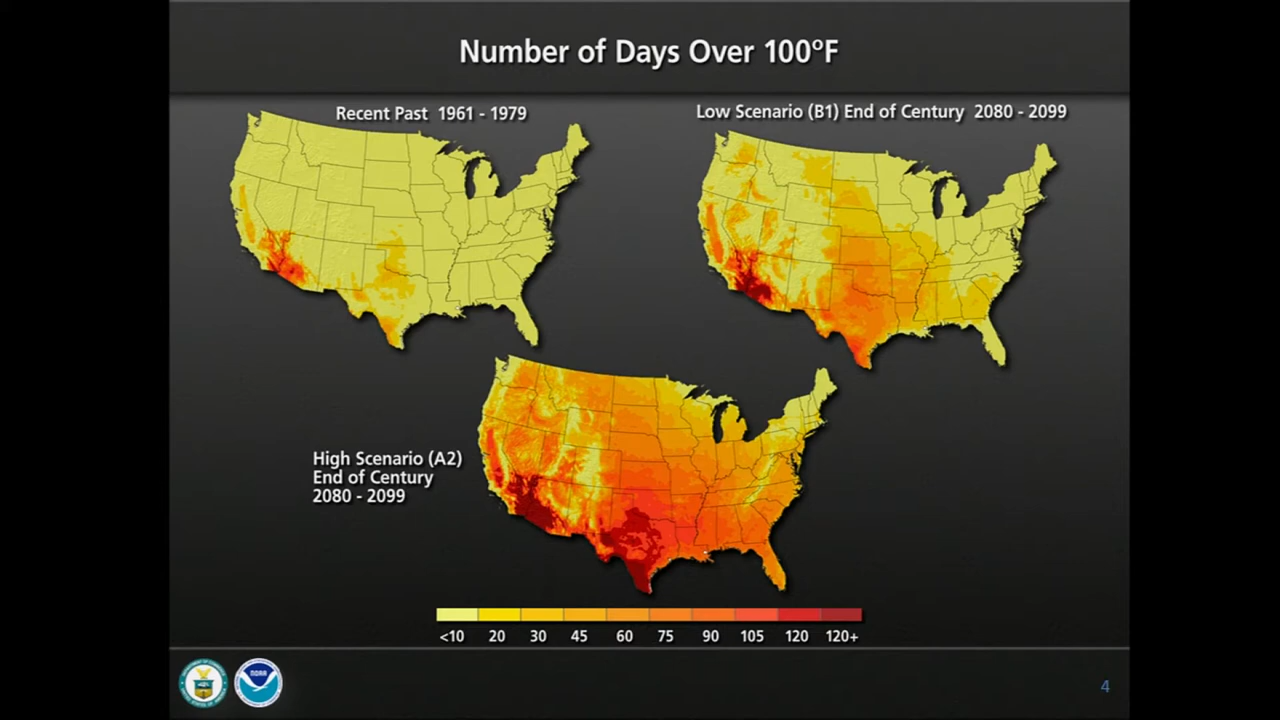 Number of Days Over 100°F
Recent Past 1961 - 1979
Low Scenario (B1) End of Century 2080 - 2099
High Scenario (A2)
End of Century
2080 - 2099
<10 20 30 45 60 75 90 105 120 120+
NOAA
4